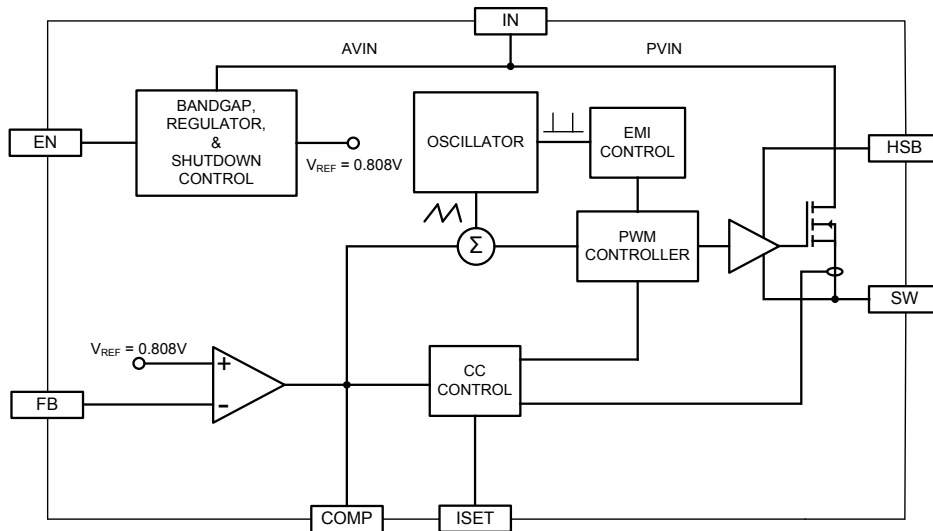 IN
AVIN
PVIN
BANDGAP,
REGULATOR,
&
SHUTDOWN
CONTROL
EN
VREF = 0.808V
OSCILLATOR
EMI
CONTROL
HSB
Σ
PWM
CONTROLLER
SW
VREF = 0.808V
+
-
FB
CC
CONTROL
COMP
ISET